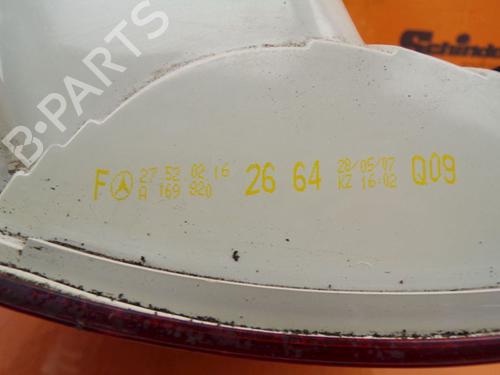 Schind
B-PARTS
F 27 52 02 16 26 64 28/05/07 Q09
A 169 820 KZ 16:02